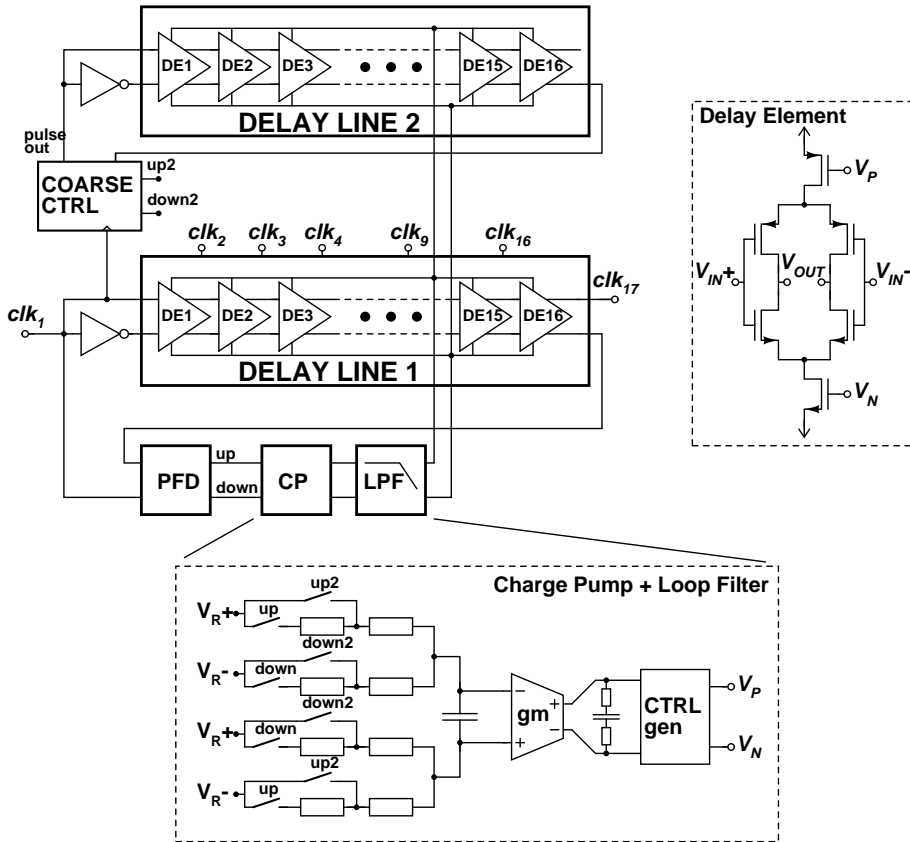 DE1 DE2 DE3 DE15 DE16
DELAY LINE 2
pulse
out
COARSE
CTRL
up2
down2
clk2 clk3 clk4 clk9 clk16
clk17
clk1
DE1 DE2 DE3 DE15 DE16
DELAY LINE 1
PFD
up
down
CP
LPF
Delay Element
VP
VIN+ VOUT VIN-
VN
Charge Pump + Loop Filter
up2
VR+ up
down2
VR- down
down2
VR+ down
up2
VR- up
− + gm + −
CTRL
gen
VP
VN